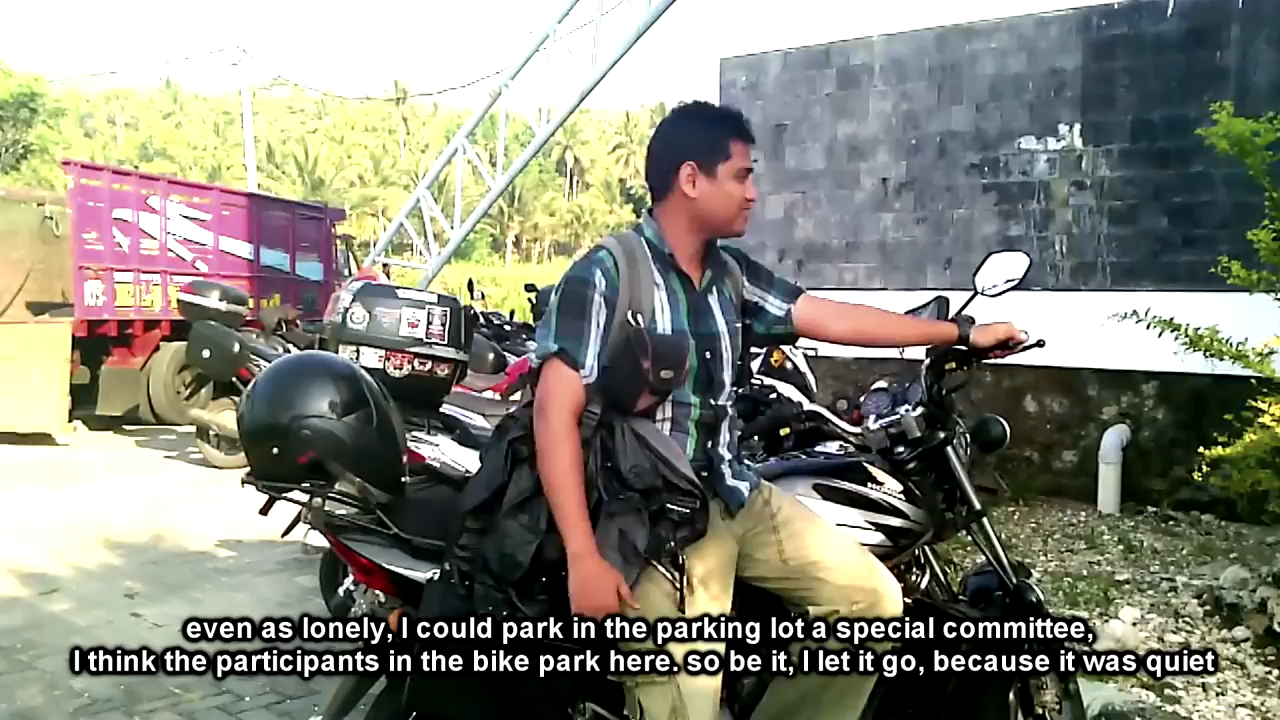 HONDA
even as lonely, I could park in the parking lot a special committee,
I think the participants in the bike park here. so be it, I let it go, because it was quiet